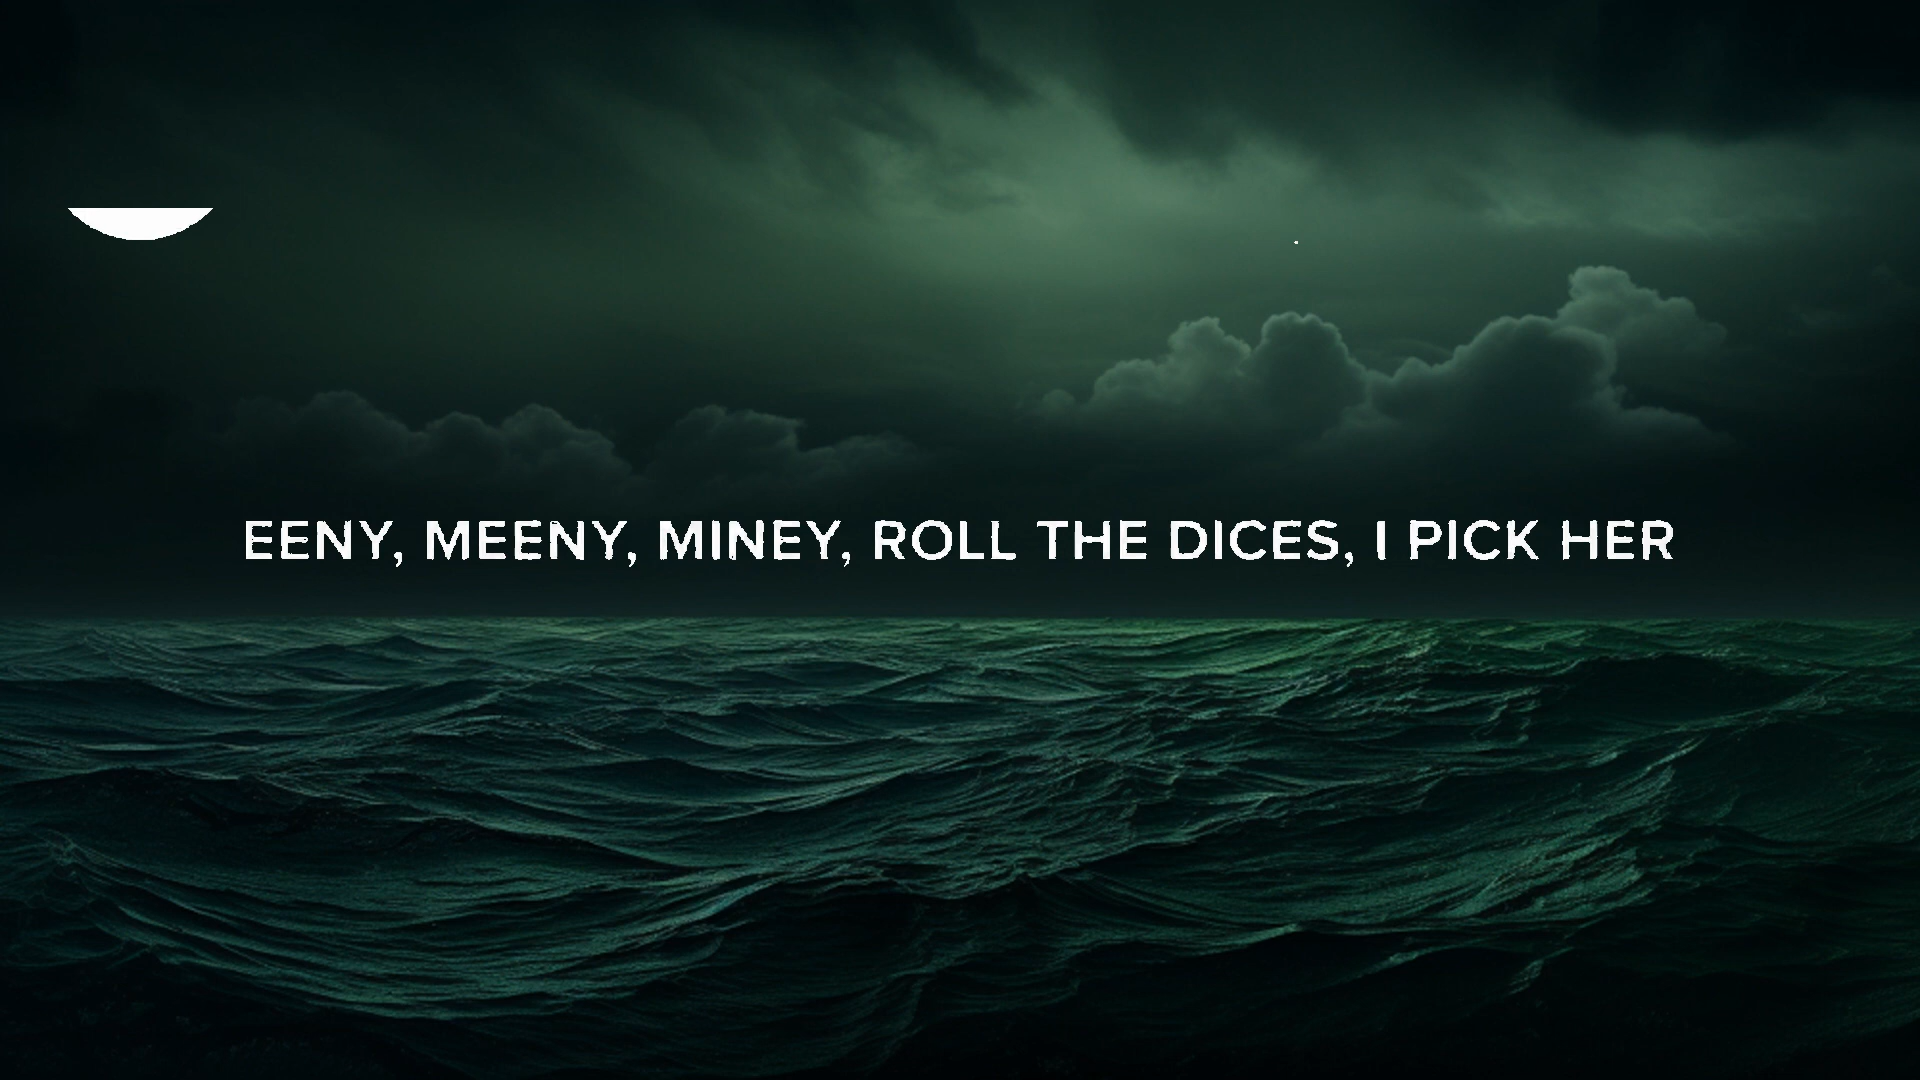 EENY, MEENY, MINEY, ROLL THE DICES, I PICK HER